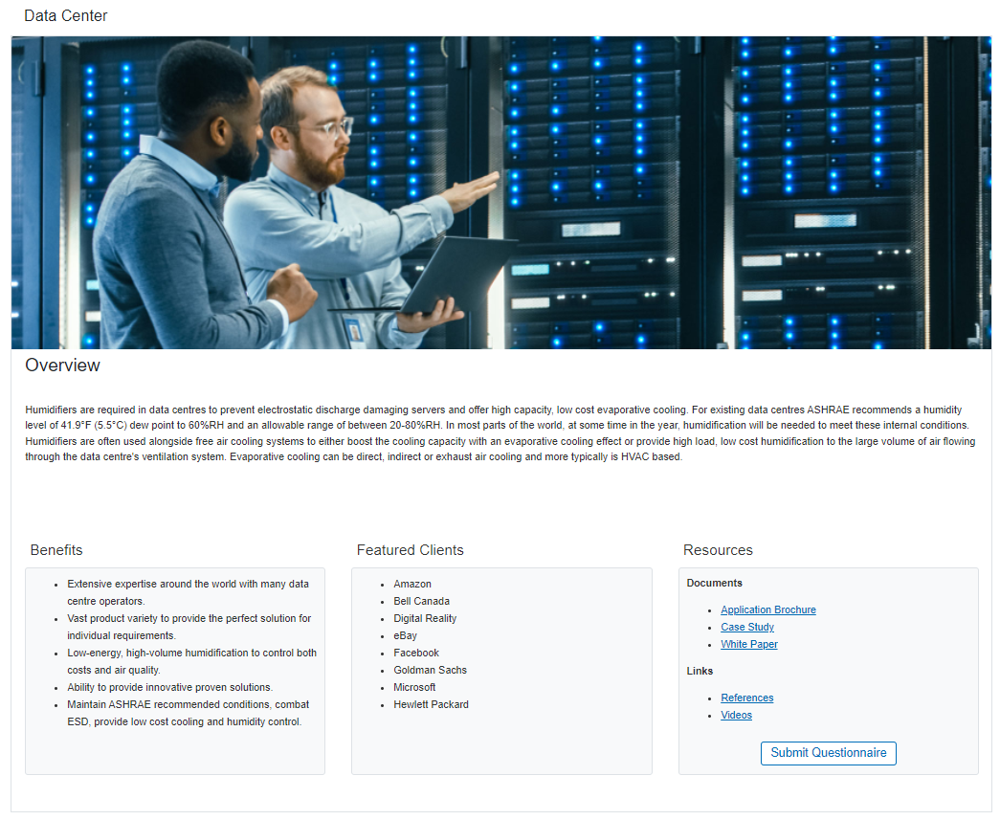 Data Center
Overview
Humidifiers are required in data centres to prevent electrostatic discharge damaging servers and offer high capacity, low cost evaporative cooling. For existing data centres ASHRAE recommends a humidity
level of 41.9°F (5.5°C) dew point to 60%RH and an allowable range of between 20-80%RH. In most parts of the world, at some time in the year, humidification will be needed to meet these internal conditions.
Humidifiers are often used alongside free air cooling systems to either boost the cooling capacity with an evaporative cooling effect or provide high load, low cost humidification to the large volume of air flowing
through the data centre's ventilation system. Evaporative cooling can be direct, indirect or exhaust air cooling and more typically is HVAC based.
Benefits
• Extensive expertise around the world with many data
centre operators.
• Vast product variety to provide the perfect solution for
individual requirements.
• Low-energy, high-volume humidification to control both
costs and air quality.
• Ability to provide innovative proven solutions.
• Maintain ASHRAE recommended conditions, combat
ESD, provide low cost cooling and humidity control.
Featured Clients
• Amazon
• Bell Canada
• Digital Reality
• eBay
• Facebook
• Goldman Sachs
• Microsoft
• Hewlett Packard
Resources
Documents
• Application Brochure
• Case Study
• White Paper
Links
• References
• Videos
Submit Questionnaire